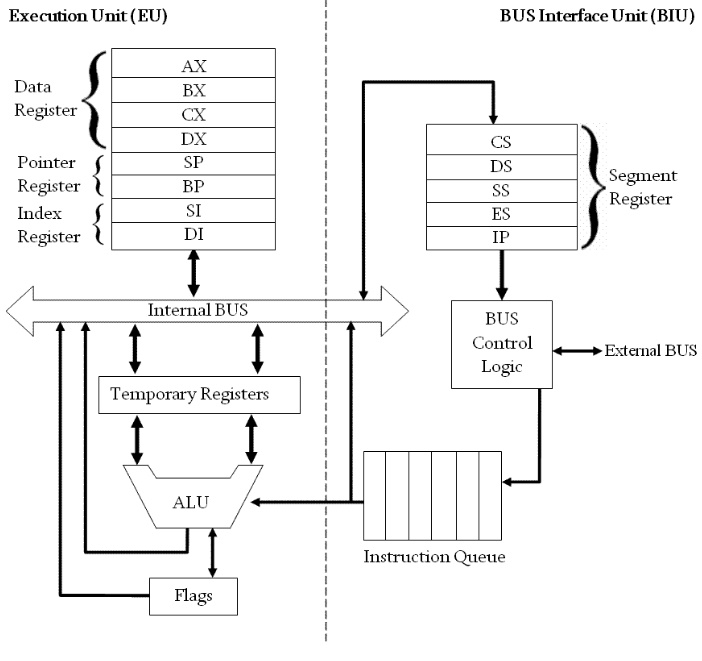 Execution Unit (EU)
BUS Interface Unit (BIU)
Data
Register
AX
BX
CX
DX
Pointer
Register
SP
BP
Index
Register
SI
DI
CS
DS
SS
ES
IP
Segment
Register
Internal BUS
BUS
Control
Logic
External BUS
Temporary Registers
ALU
Instruction Queue
Flags